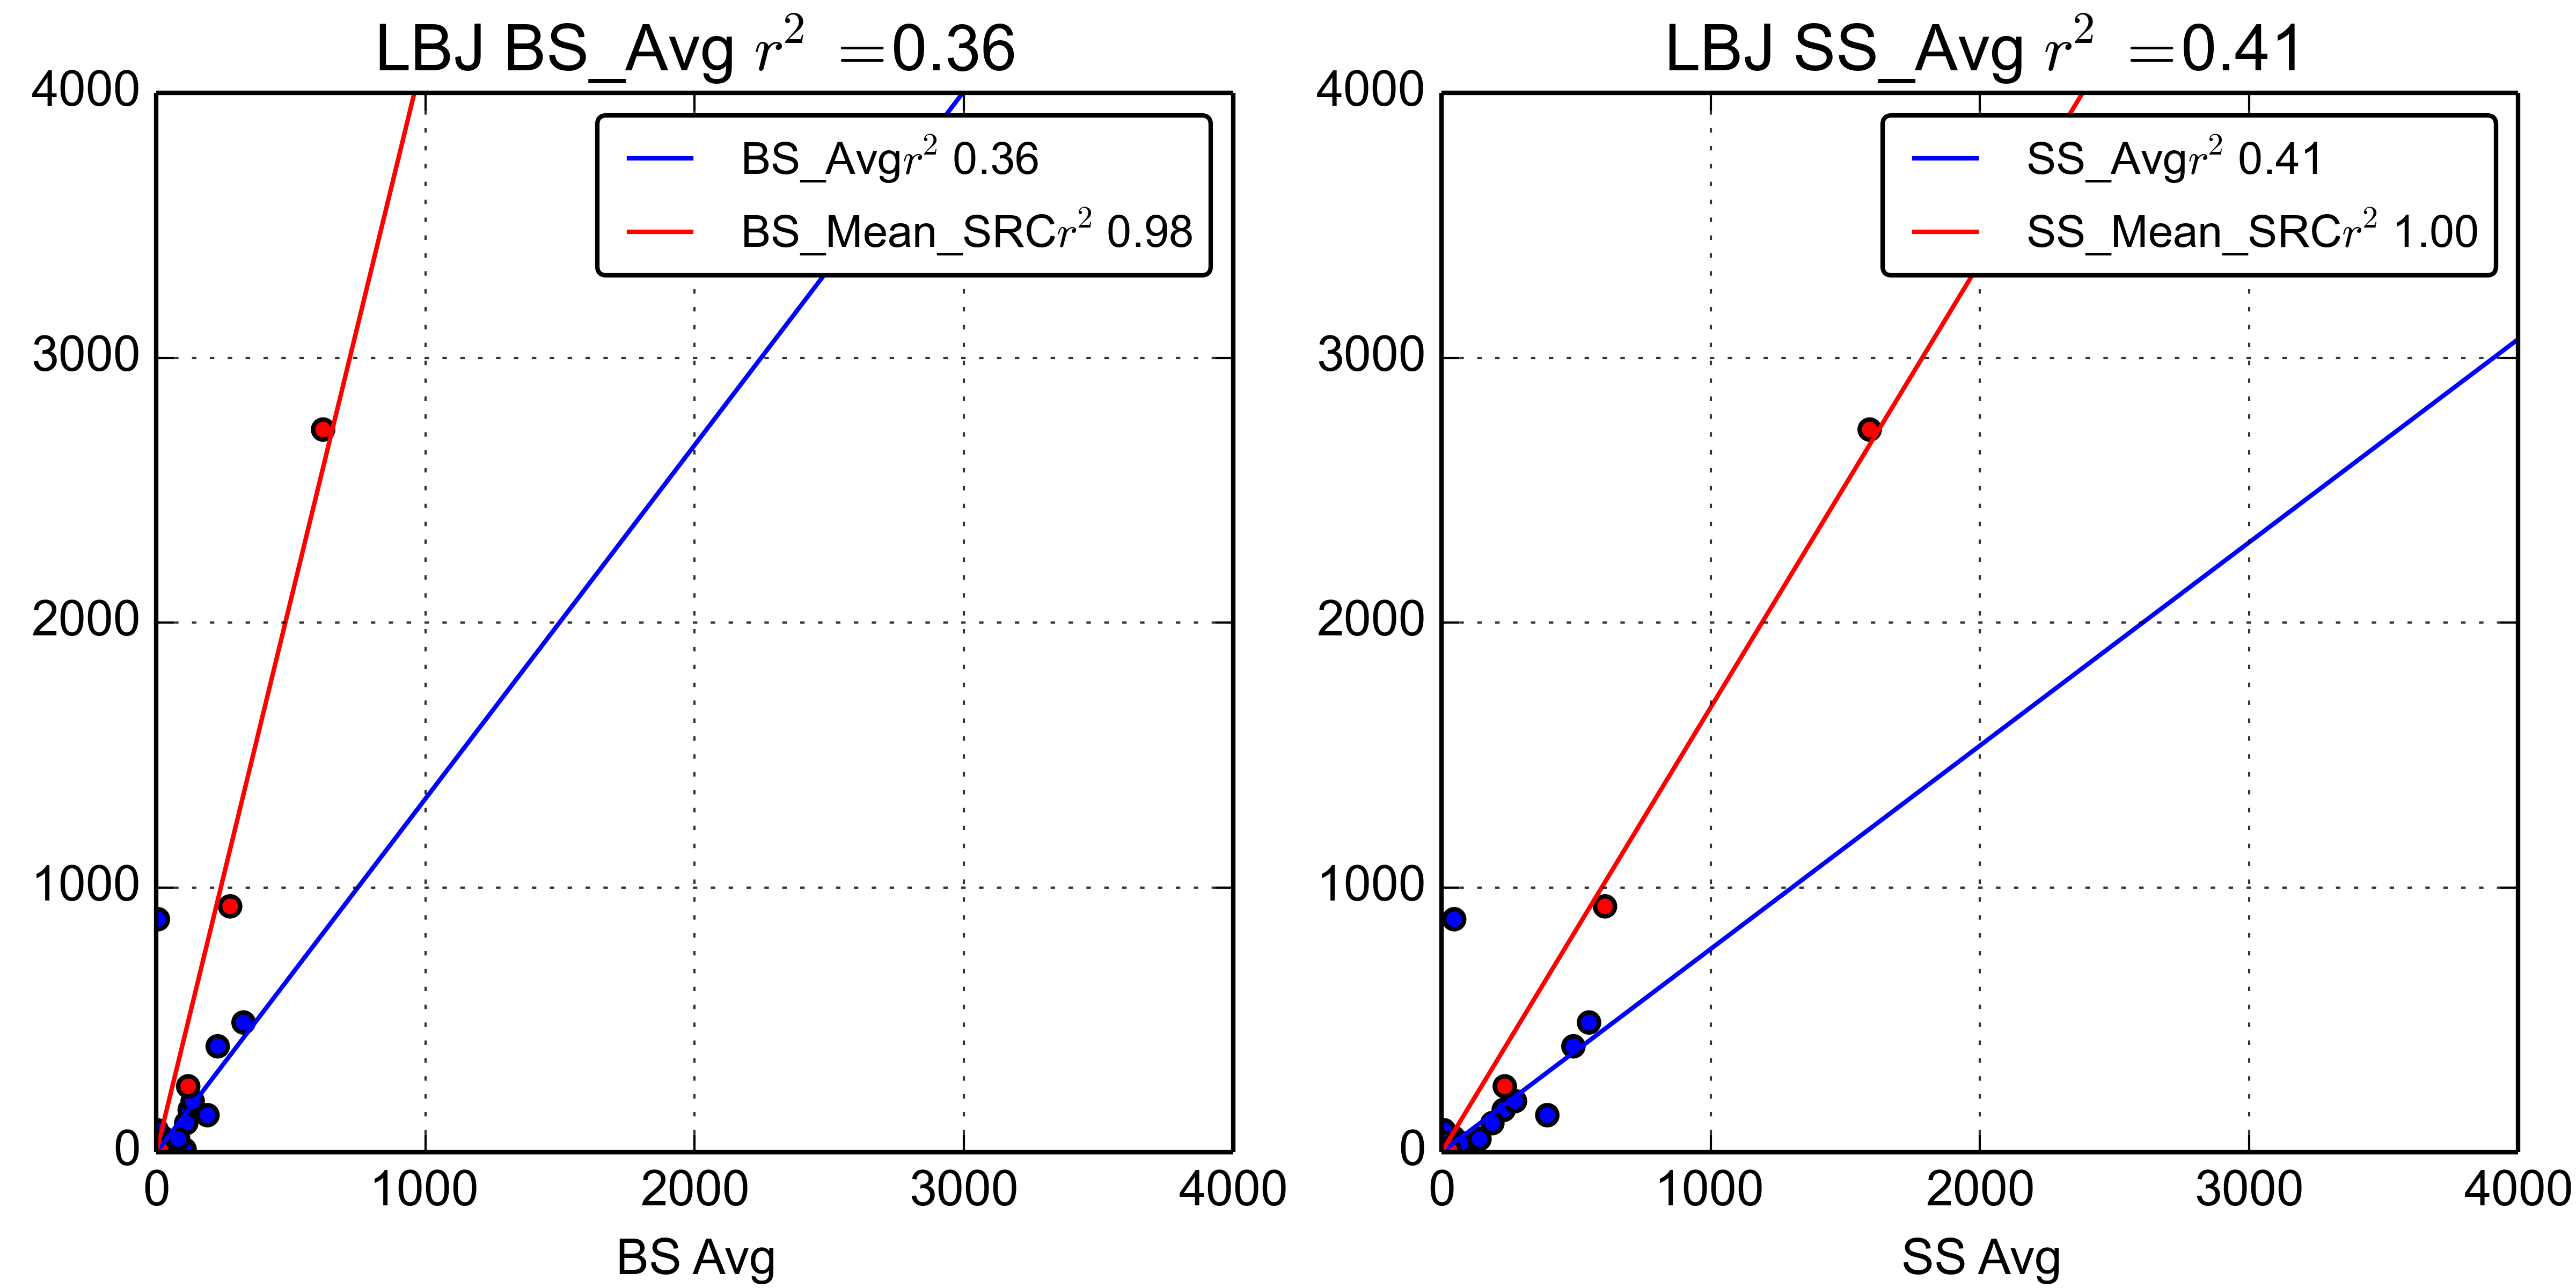 LBJ BS_Avg r² =0.36
4000
3000
2000
1000
0
BS_Avgr² 0.36
BS_Mean_SRCr² 0.98
0 1000 2000 3000 4000
BS Avg
LBJ SS_Avg r² =0.41
4000
3000
2000
1000
0
SS_Avgr² 0.41
SS_Mean_SRCr² 1.00
0 1000 2000 3000 4000
SS Avg